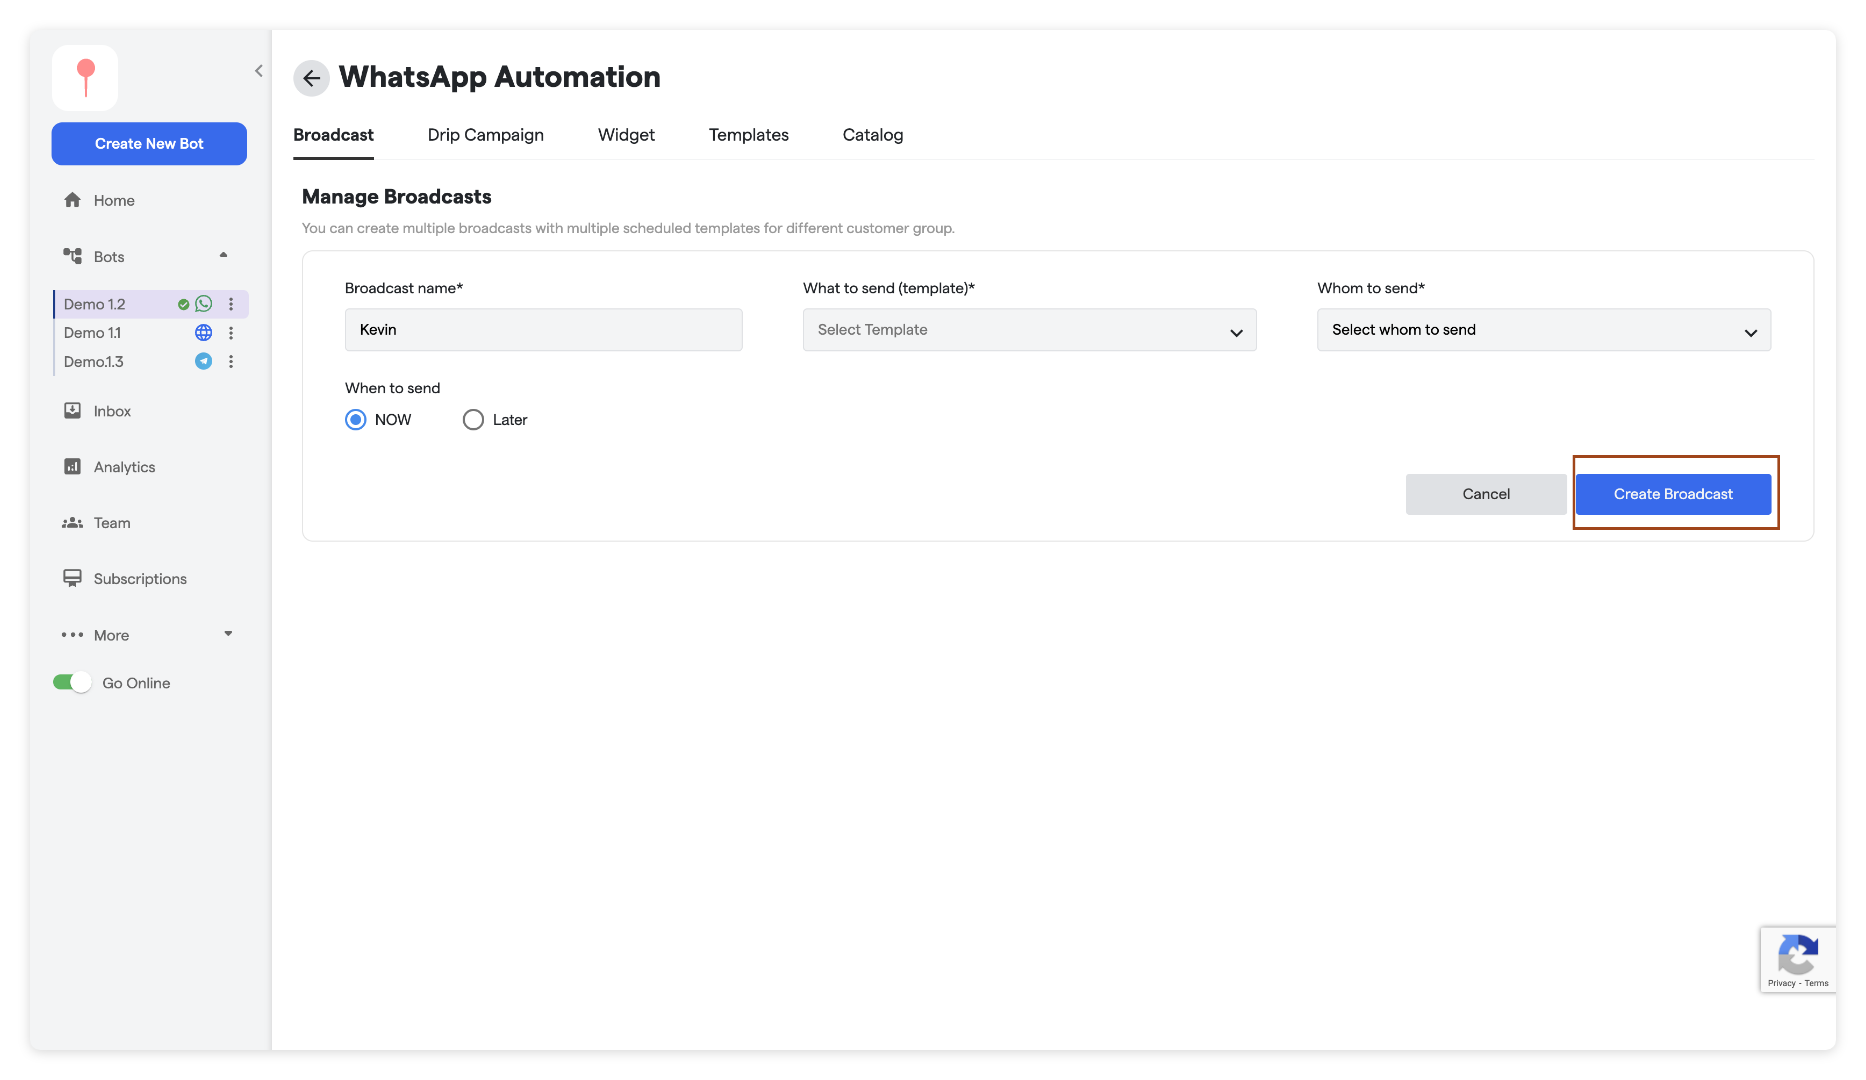 Create New Bot
Home
Bots
Demo 1.2
Demo 1.1
Demo.1.3
Inbox
Analytics
Team
Subscriptions
More
Go Online
WhatsApp Automation
Broadcast Drip Campaign Widget Templates Catalog
Manage Broadcasts
You can create multiple broadcasts with multiple scheduled templates for different customer group.
Broadcast name* What to send (template)* Whom to send*
Kevin Select Template Select whom to send
When to send
NOW Later
Cancel Create Broadcast
Privacy - Terms